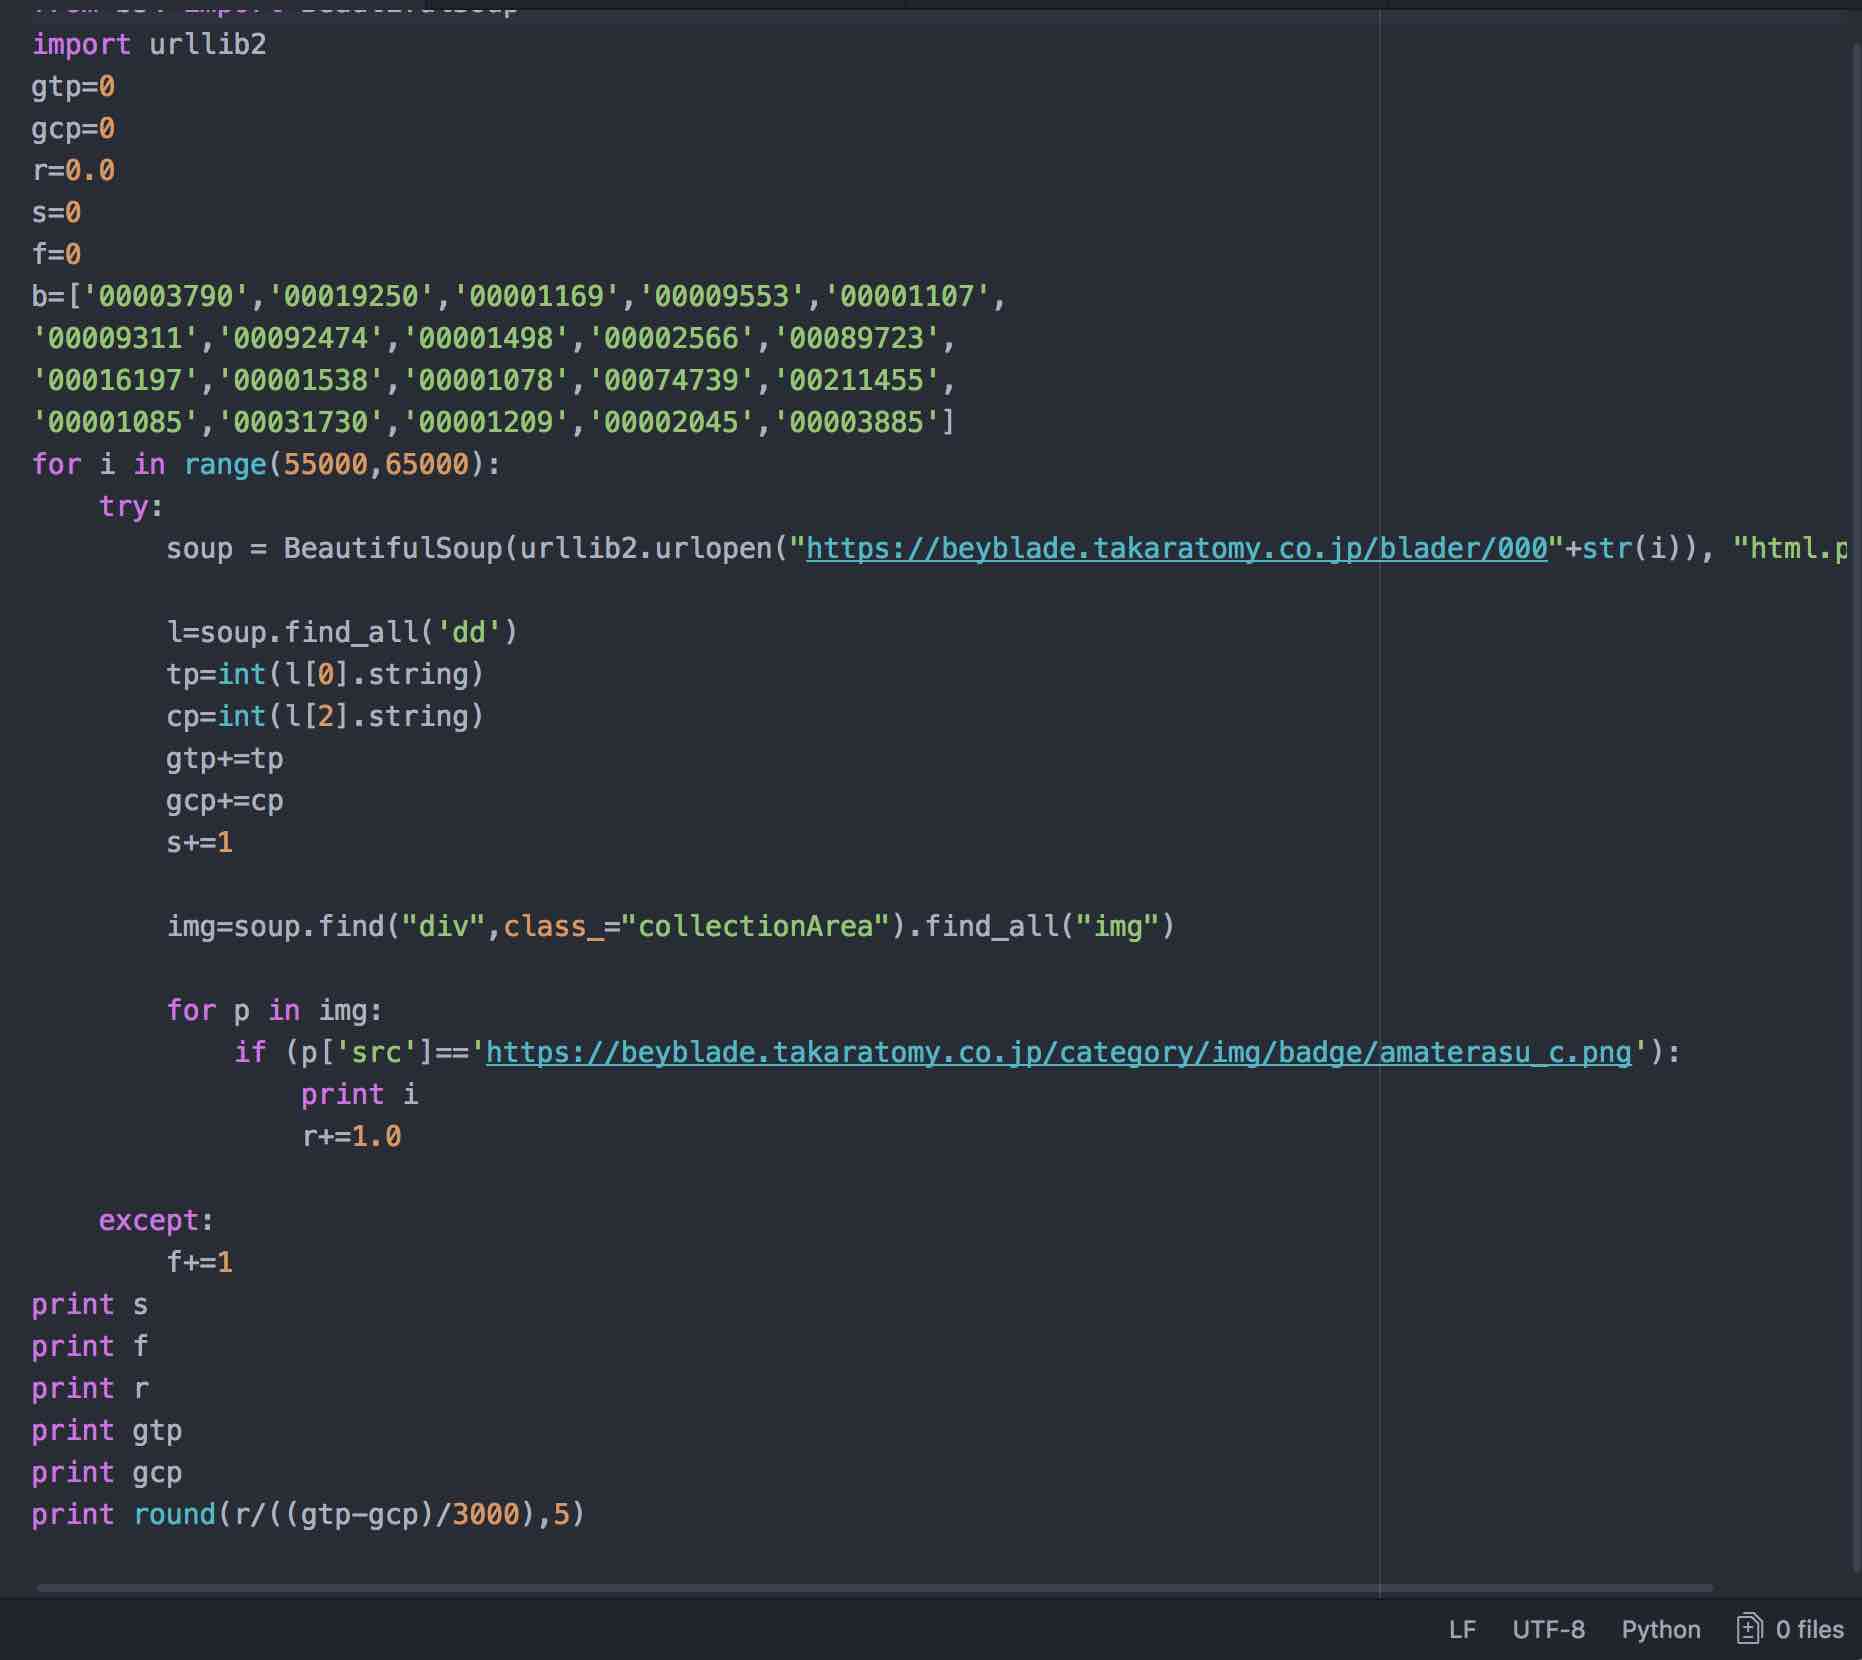 import urllib2
gtp=0
gcp=0
r=0.0
s=0
f=0
b=['00003790','00019250','00001169','00009553','00001107',
'00009311','00092474','00001498','00002566','00089723',
'00016197','00001538','00001078','00074739','00211455',
'00001085','00031730','00001209','00002045','00003885']
for i in range(55000,65000):
    try:
        soup = BeautifulSoup(urllib2.urlopen("https://beyblade.takaratomy.co.jp/blader/000"+str(i)), "html.p
        l=soup.find_all('dd')
        tp=int(l[0].string)
        cp=int(l[2].string)
        gtp+=tp
        gcp+=cp
        s+=1
        img=soup.find("div",class_="collectionArea").find_all("img")
        for p in img:
            if (p['src']=='https://beyblade.takaratomy.co.jp/category/img/badge/amaterasu_c.png'):
                print i
                r+=1.0
    except:
        f+=1
print s
print f
print r
print gtp
print gcp
print round(r/((gtp-gcp)/3000),5)
LF UTF-8 Python 0 files